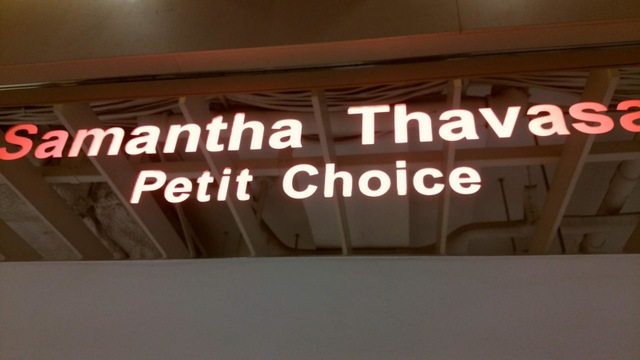 Samantha Thavasa
Petit Choice